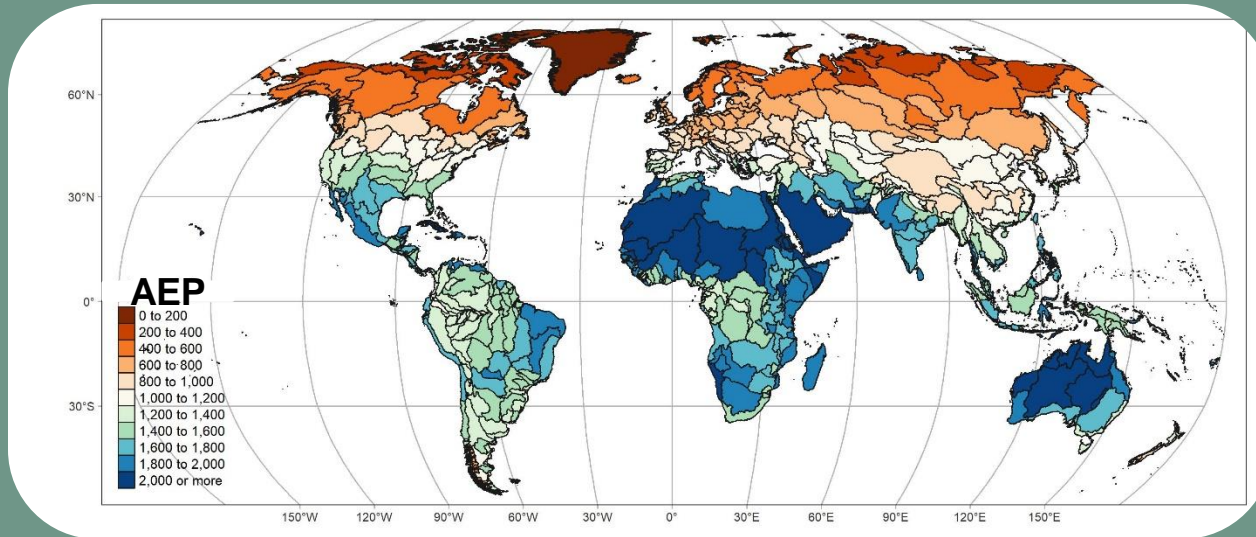 60°N
30°N
0°
30°S
AEP
0 to 200
200 to 400
400 to 600
600 to 800
800 to 1,000
1,000 to 1,200
1,200 to 1,400
1,400 to 1,600
1,600 to 1,800
1,800 to 2,000
2,000 or more
150°W 120°W 90°W 60°W 30°W 0° 30°E 60°E 90°E 120°E 150°E